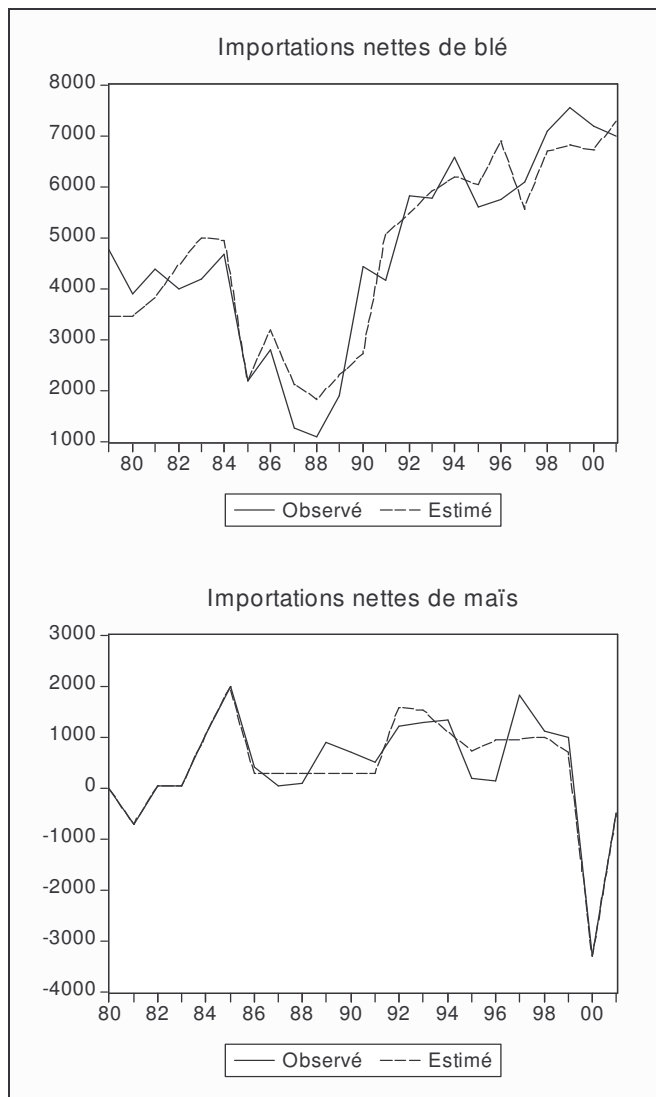 Importations nettes de blé
8000
7000
6000
5000
4000
3000
2000
1000
80 82 84 86 88 90 92 94 96 98 00
Observé Estimé
Importations nettes de maïs
3000
2000
1000
0
-1000
-2000
-3000
-4000
80 82 84 86 88 90 92 94 96 98 00
Observé Estimé